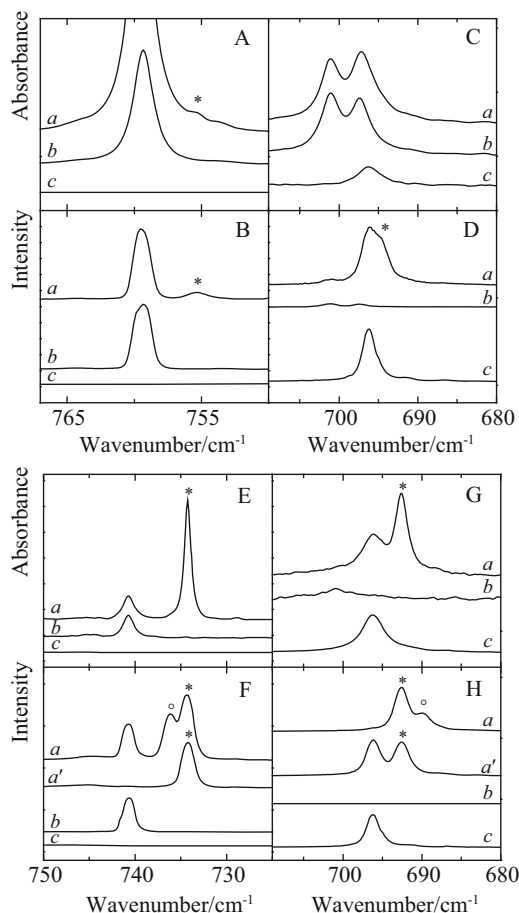 Absorbance
A
*
a
b
c
C
a
b
c
Intensity
B
*
a
b
c
D
*
a
b
c
765 755
700 690 680
Wavenumber/cm-1
Wavenumber/cm-1
Absorbance
E
*
a
b
c
G
*
a
b
c
Intensity
F
*
°
a
*
a'
b
c
H
*
°
a
*
a'
b
c
750 740 730
700 690 680
Wavenumber/cm-1
Wavenumber/cm-1